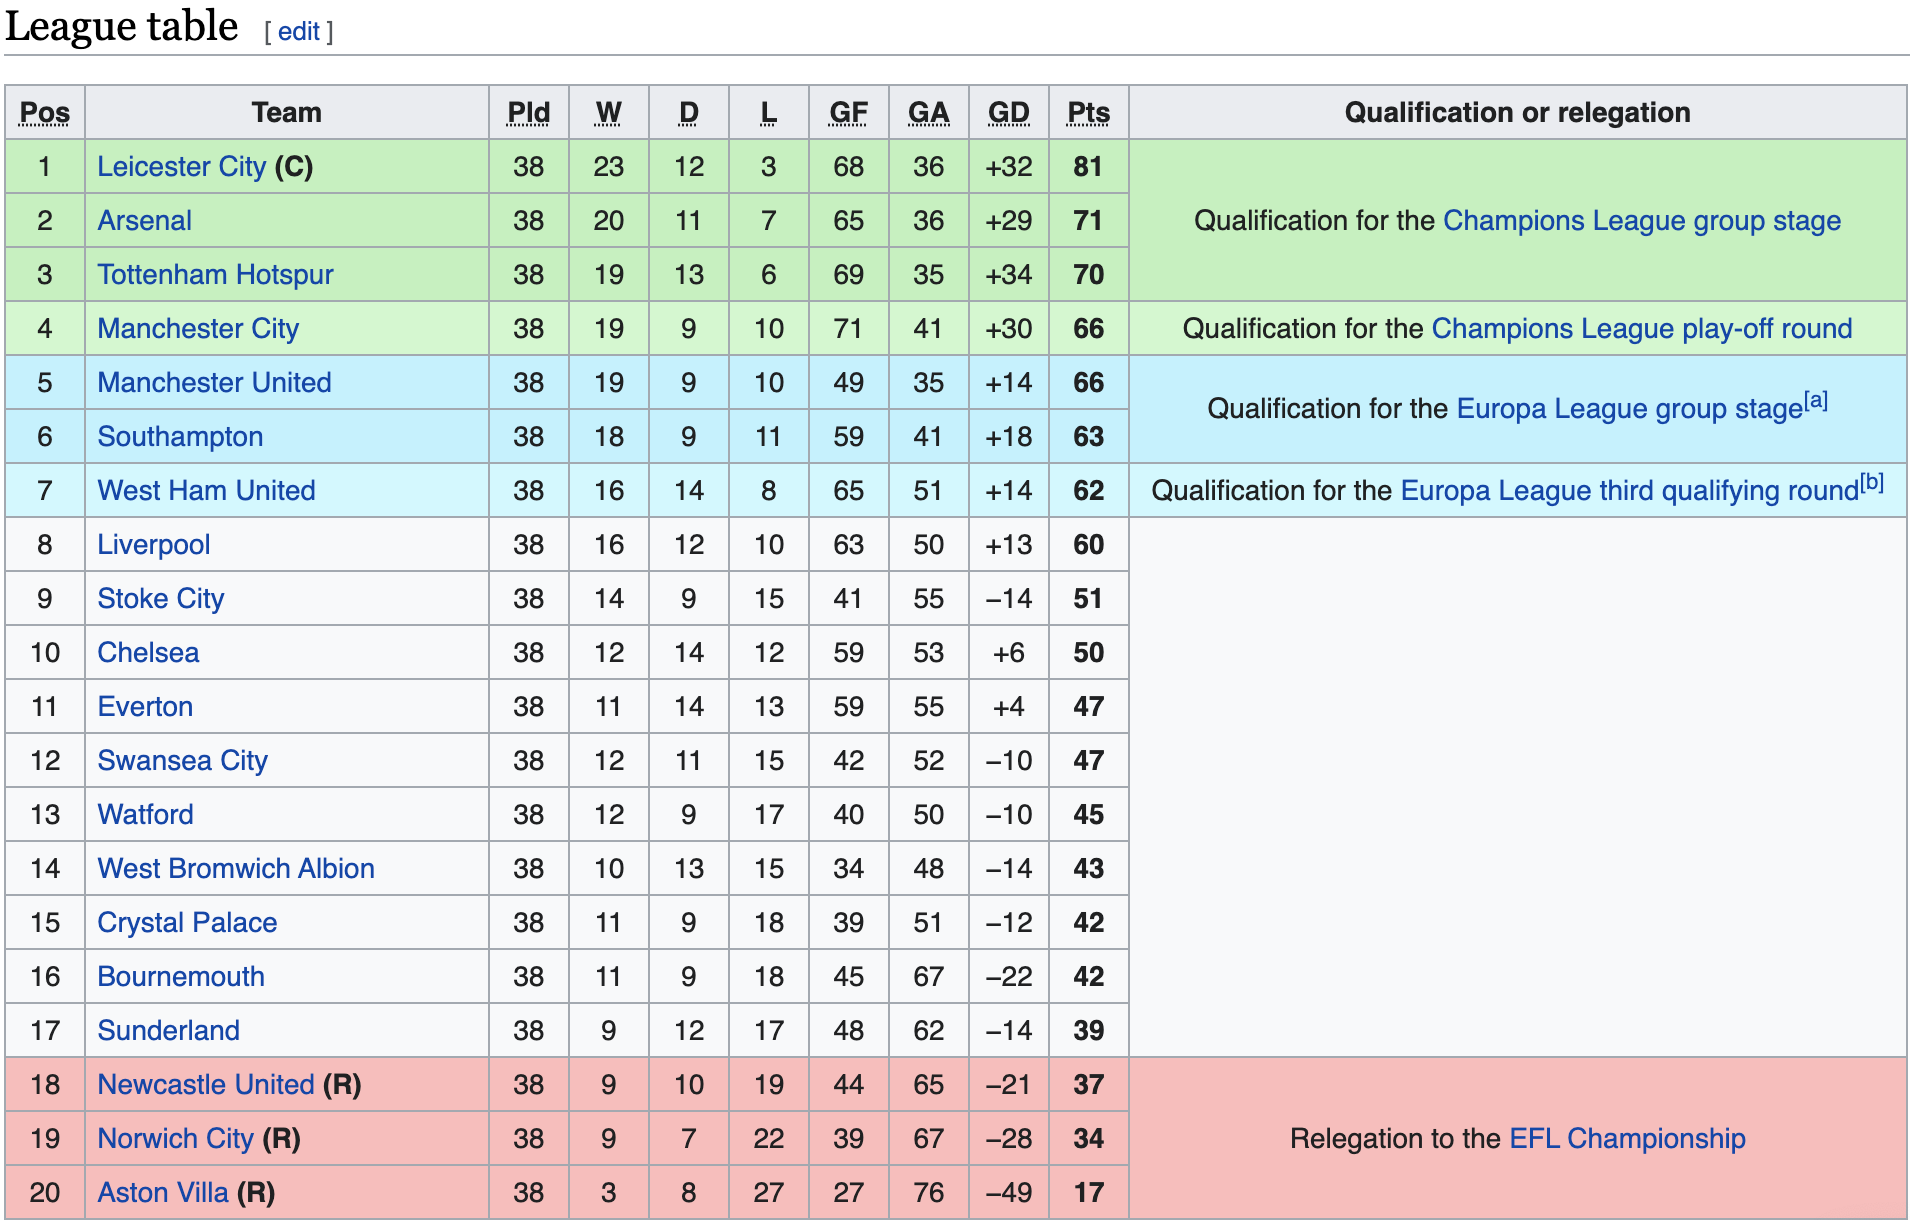 League table [ edit ]
Pos Team Pld W D L GF GA GD Pts Qualification or relegation
1 Leicester City (C) 38 23 12 3 68 36 +32 81
2 Arsenal 38 20 11 7 65 36 +29 71 Qualification for the Champions League group stage
3 Tottenham Hotspur 38 19 13 6 69 35 +34 70
4 Manchester City 38 19 9 10 71 41 +30 66 Qualification for the Champions League play-off round
5 Manchester United 38 19 9 10 49 35 +14 66 Qualification for the Europa League group stage[a]
6 Southampton 38 18 9 11 59 41 +18 63
7 West Ham United 38 16 14 8 65 51 +14 62 Qualification for the Europa League third qualifying round[b]
8 Liverpool 38 16 12 10 63 50 +13 60
9 Stoke City 38 14 9 15 41 55 −14 51
10 Chelsea 38 12 14 12 59 53 +6 50
11 Everton 38 11 14 13 59 55 +4 47
12 Swansea City 38 12 11 15 42 52 −10 47
13 Watford 38 12 9 17 40 50 −10 45
14 West Bromwich Albion 38 10 13 15 34 48 −14 43
15 Crystal Palace 38 11 9 18 39 51 −12 42
16 Bournemouth 38 11 9 18 45 67 −22 42
17 Sunderland 38 9 12 17 48 62 −14 39
18 Newcastle United (R) 38 9 10 19 44 65 −21 37
19 Norwich City (R) 38 9 7 22 39 67 −28 34 Relegation to the EFL Championship
20 Aston Villa (R) 38 3 8 27 27 76 −49 17